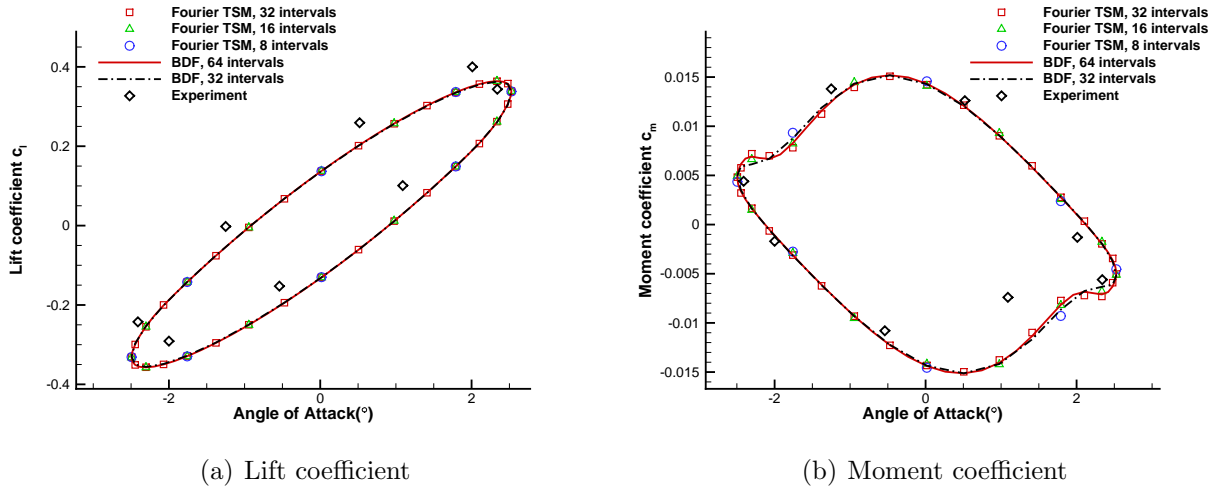 Fourier TSM, 32 intervals
Fourier TSM, 16 intervals
Fourier TSM, 8 intervals
BDF, 64 intervals
BDF, 32 intervals
Experiment
Lift coefficient cl
0.4
0.2
0
-0.2
-0.4
-2
0
2
Angle of Attack(°)
(a) Lift coefficient
Fourier TSM, 32 intervals
Fourier TSM, 16 intervals
Fourier TSM, 8 intervals
BDF, 64 intervals
BDF, 32 intervals
Experiment
Moment coefficient cm
0.015
0.01
0.005
0
-0.005
-0.01
-0.015
-2
0
2
Angle of Attack(°)
(b) Moment coefficient